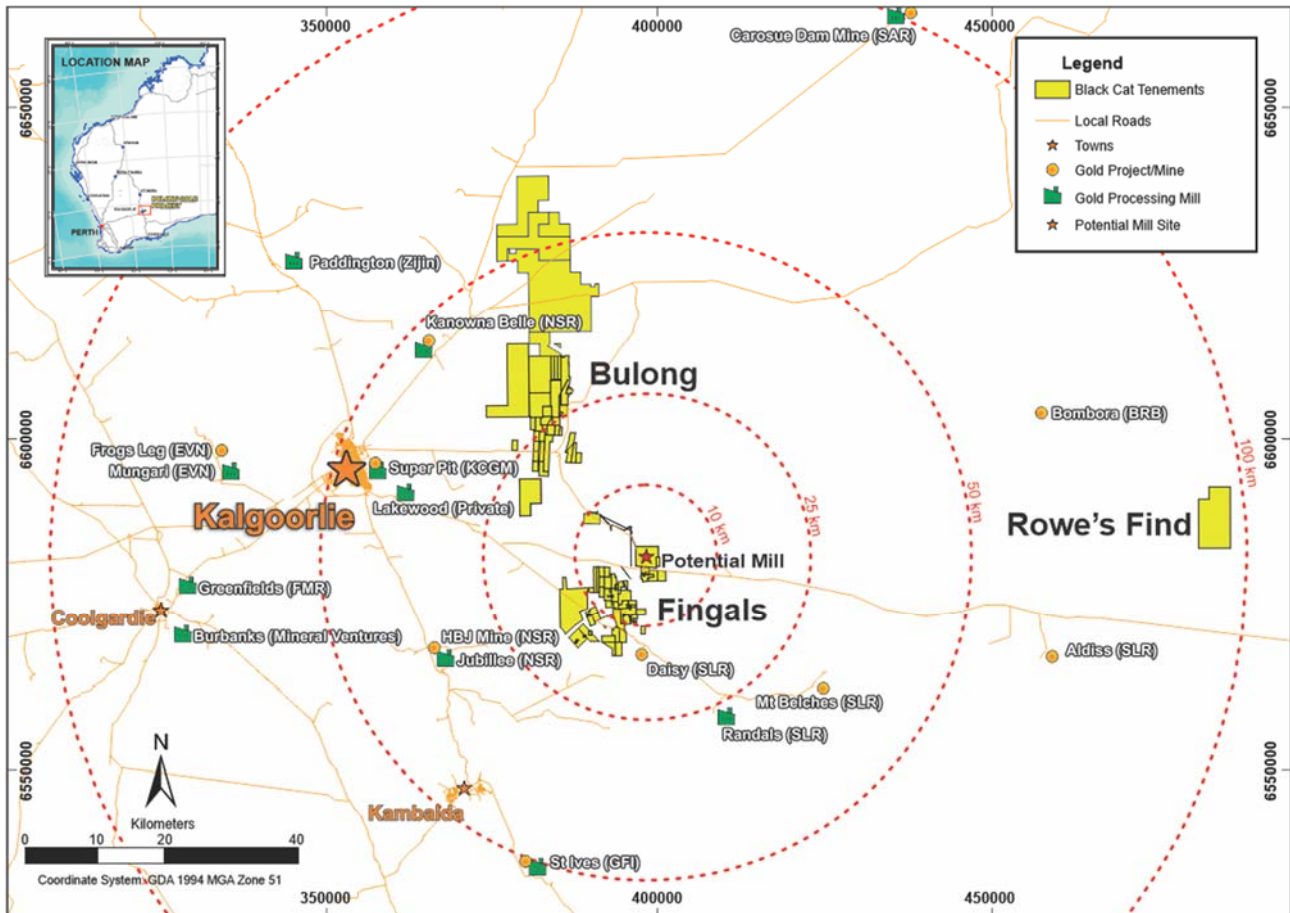 350000
400000
450000
Carosue Dam Mine (SAR)
LOCATION MAP
PERTH
Legend
Black Cat Tenements
Local Roads
Towns
Gold Project/Mine
Gold Processing Mill
Potential Mill Site
6650000
6650000
Paddington (Zijin)
Kanowna Belle (NSR)
Bulong
Bombora (BRB)
6600000
6600000
Frogs Leg (EVN)
Mungari (EVN)
Super Pit (KCGM)
Lakewood (Private)
Kalgoorlie
10 km
25 km
50 km
100 km
Rowe's Find
Potential Mill
Fingals
Greenfields (FMR)
Coolgardie
Burbanks (Mineral Ventures)
HBJ Mine (NSR)
Jubillee (NSR)
Daisy (SLR)
Aldiss (SLR)
Mt Belches (SLR)
Randals (SLR)
6550000
6550000
N
Kambalda
Kilometers
0 10 20 40
St Ives (GFI)
Coordinate System: GDA 1994 MGA Zone 51
350000
400000
450000